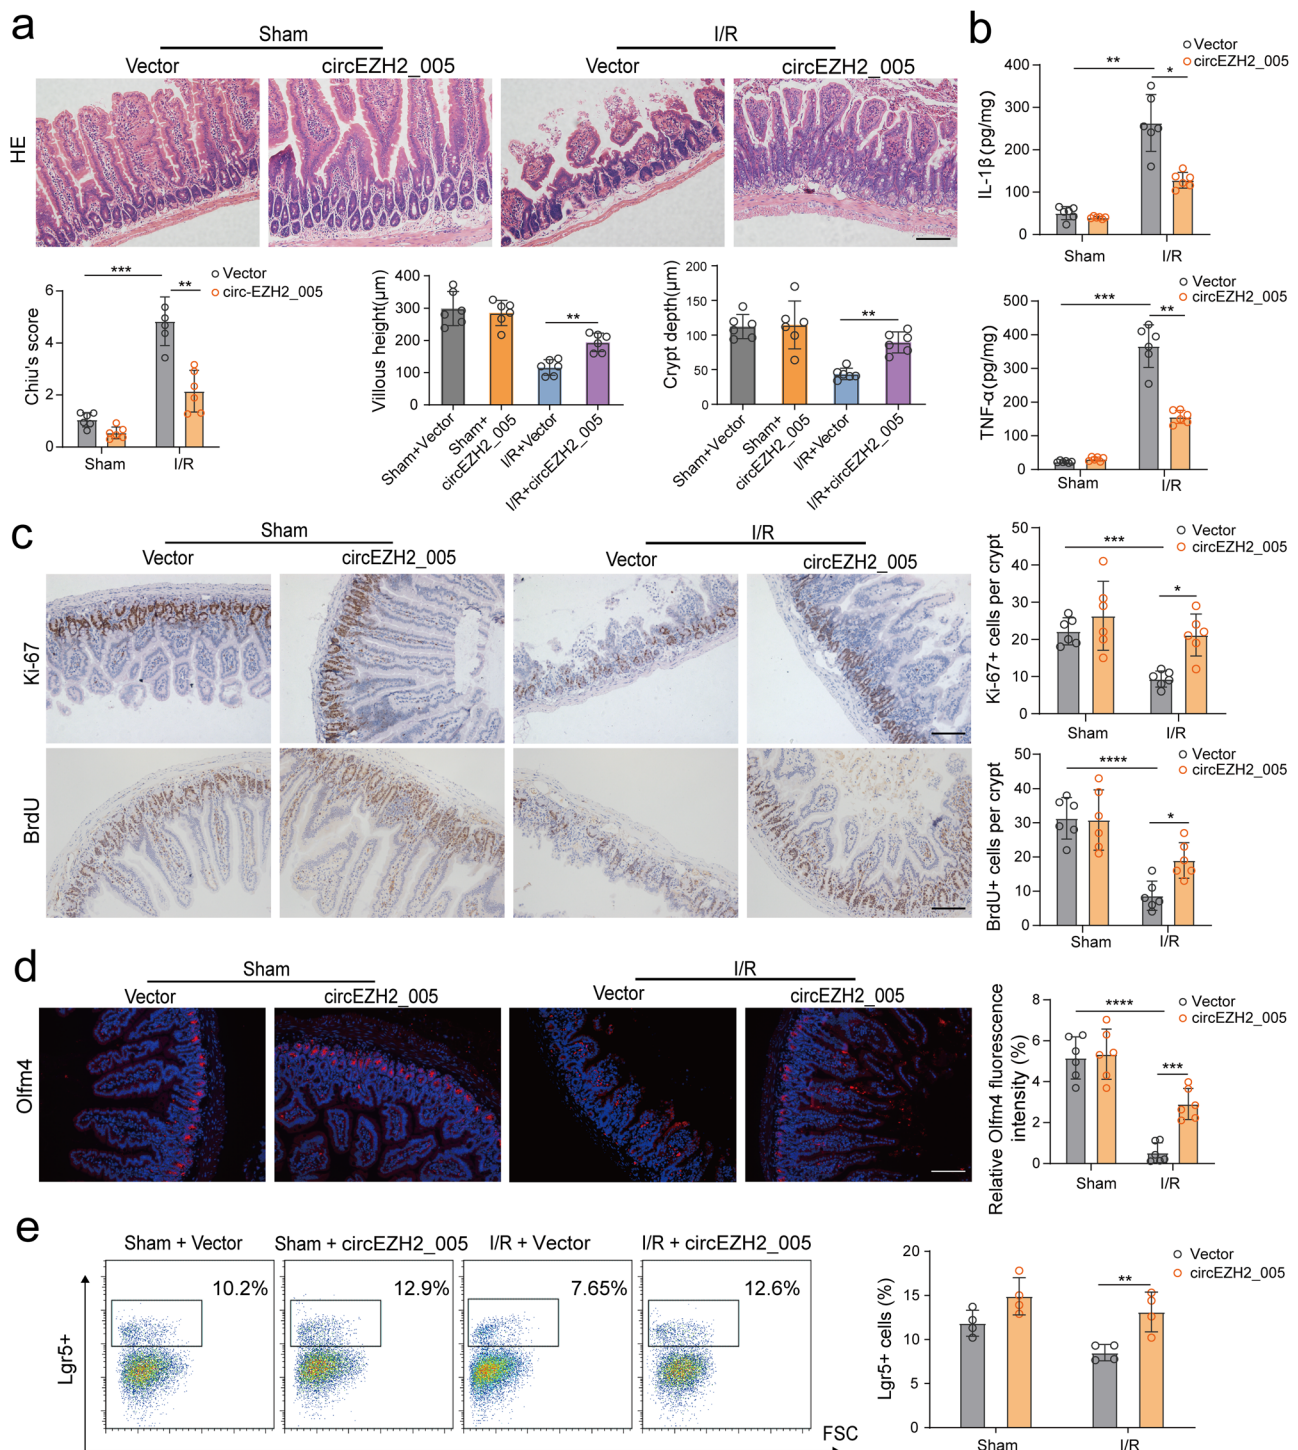 a
Sham
I/R
Vector
circEZH2_005
Vector
circEZH2_005
HE
Chiu's score
6
4
2
0
***
**
Vector
circ-EZH2_005
Sham
I/R
Villous height(μm)
400
300
200
100
0
**
Sham+Vector
Sham+
circEZH2_005
I/R+Vector
I/R+circEZH2_005
Crypt depth(μm)
200
150
100
50
0
**
Sham+Vector
Sham+
circEZH2_005
I/R+Vector
I/R+circEZH2_005
b
Vector
circEZH2_005
IL-1β(pg/mg)
400
300
200
100
0
**
*
Sham
I/R
Vector
circEZH2_005
TNF-α(pg/mg)
500
400
300
200
100
0
***
**
Sham
I/R
c
Sham
I/R
Vector
circEZH2_005
Vector
circEZH2_005
Ki-67
BrdU
Ki-67+ cells per crypt
50
40
30
20
10
0
***
*
Vector
circEZH2_005
Sham
I/R
BrdU+ cells per crypt
50
40
30
20
10
0
****
*
Vector
circEZH2_005
Sham
I/R
d
Sham
I/R
Vector
circEZH2_005
Vector
circEZH2_005
Olfm4
Relative Olfm4 fluorescence
intensity (%)
8
6
4
2
0
****
***
Vector
circEZH2_005
Sham
I/R
e
Sham + Vector
Sham + circEZH2_005
I/R + Vector
I/R + circEZH2_005
10.2%
12.9%
7.65%
12.6%
Lgr5+
FSC
Lgr5+ cells (%)
20
15
10
5
0
**
Vector
circEZH2_005
Sham
I/R